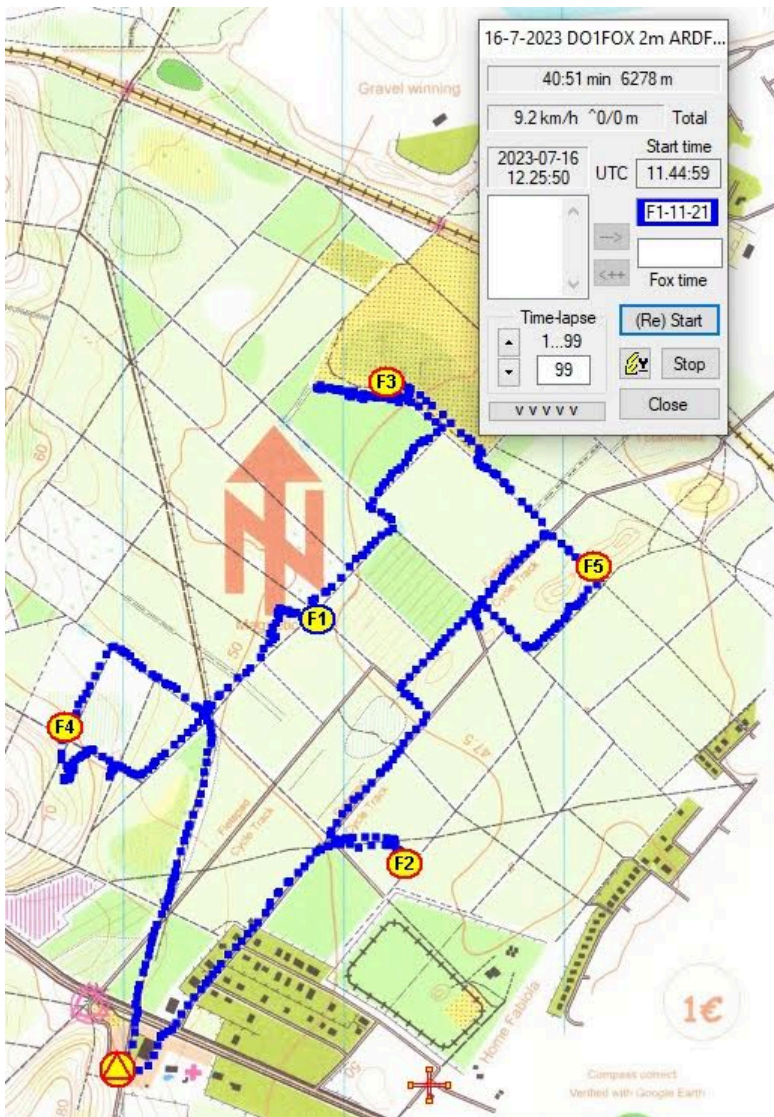 16-7-2023 DO1FOX 2m ARDF...
40:51 min 6278 m
9.2 km/h ^0/0 m Total
Start time
2023-07-16
12.25.50
UTC
11.44:59
F1-11-21
--->
<++
Fox time
Time-lapse
1...99
99
(Re) Start
Stop
v v v v v
Close
Gravel winning
60
F3
F5
Fietspad
Cycle Track
F1
50
F4
47.5
70
Fietspad
Cycle Track
Cycle Track
F2
Home Fabiola
1€
50
80
Compass correct
Verified with Google Earth